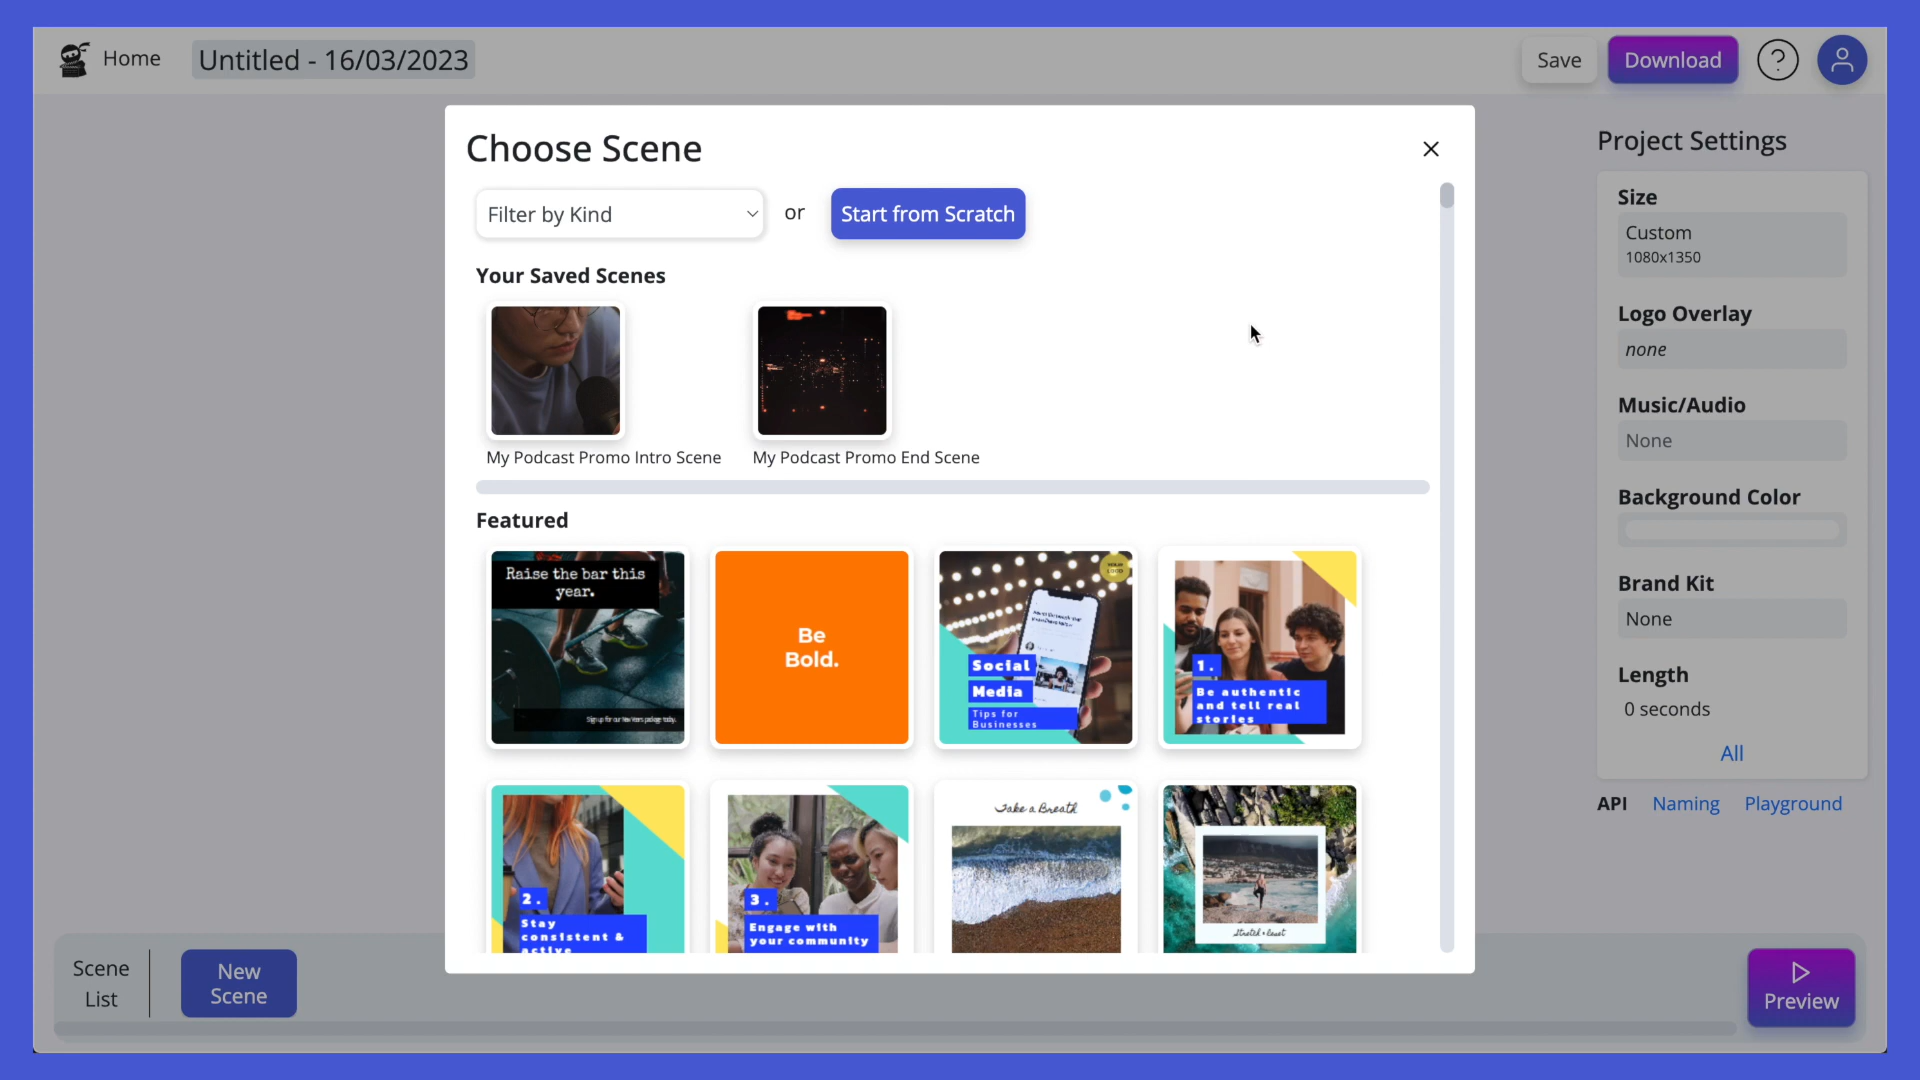 Home
Untitled - 16/03/2023
Save
Download
?
Choose Scene
Filter by Kind
or
Start from Scratch
Your Saved Scenes
My Podcast Promo Intro Scene
My Podcast Promo End Scene
Featured
Raise the bar this
year.
Be
Bold.
Social
Media
Tips for
Businesses
1.
Be authentic
and tell real
stories
2.
Stay
consistent &
active
3.
Engage with
your community
Take a Breath
Project Settings
Size
Custom
1080x1350
Logo Overlay
none
Music/Audio
None
Background Color
Brand Kit
None
Length
0 seconds
All
API
Naming
Playground
Scene
List
New
Scene
Preview